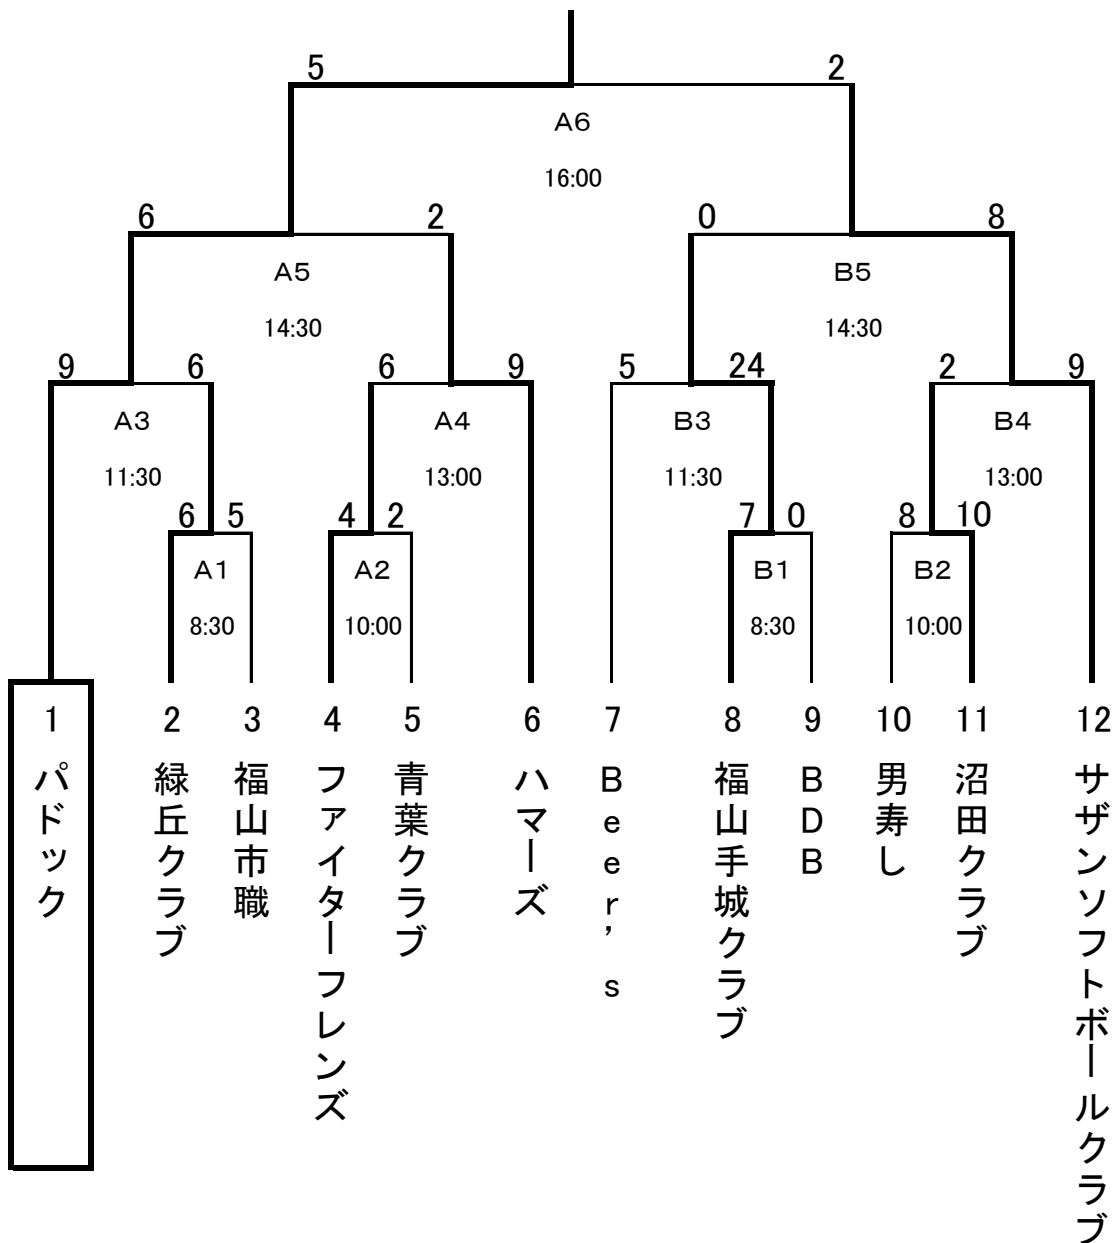 5 2
A6
16:00
6 2 0 8
A5 B5
14:30 14:30
9 6 6 9 5 24 2 9
A3 A4 B3 B4
11:30 13:00 11:30 13:00
6 5 4 2 7 0 8 10
A1 A2 B1 B2
8:30 10:00 8:30 10:00
1 2 3 4 5 6 7 8 9 10 11 12
パドック
緑丘クラブ
福山市職
ファイターフレンズ
青葉クラブ
ハマーズ
Beer's
福山手城クラブ
BDB
男寿し
沼田クラブ
サザンソフトボールクラブ